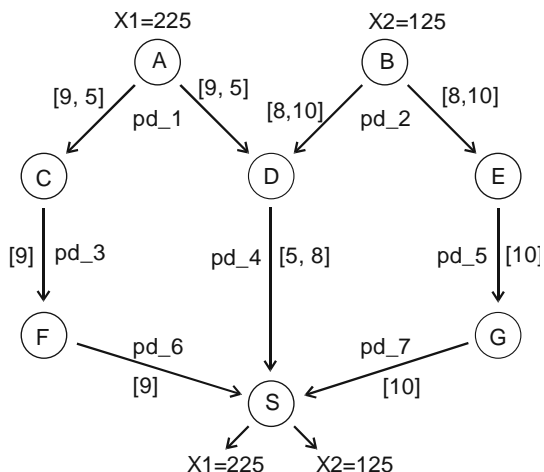 X1=225 X2=125
A B
[9, 5] [9, 5] [8,10] [8,10]
pd_1 pd_2
C D E
[9] pd_3 pd_4 [5, 8] pd_5 [10]
F G
pd_6 pd_7
[9] [10]
S
X1=225 X2=125